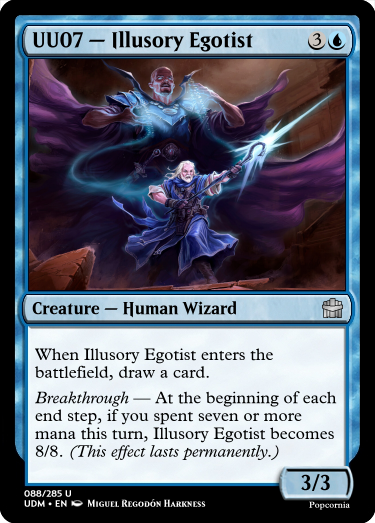 UU07 — Illusory Egotist 3
Creature — Human Wizard
When Illusory Egotist enters the
battlefield, draw a card.
Breakthrough — At the beginning of each
end step, if you spent seven or more
mana this turn, Illusory Egotist becomes
8/8. (This effect lasts permanently.)
3/3
088/285 U
UDM • EN Miguel Regodón Harkness
Popcornia